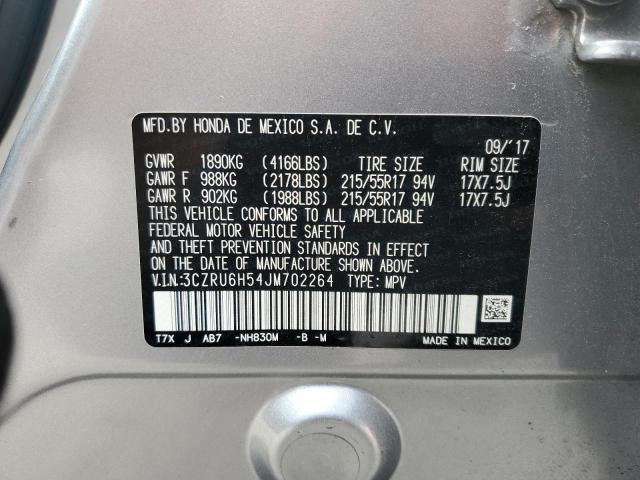 MFD.BY HONDA DE MEXICO S.A. DE C.V.
09/'17
GVWR 1890KG (4166LBS) TIRE SIZE RIM SIZE
GAWR F 988KG (2178LBS) 215/55R17 94V 17X7.5J
GAWR R 902KG (1988LBS) 215/55R17 94V 17X7.5J
THIS VEHICLE CONFORMS TO ALL APPLICABLE
FEDERAL MOTOR VEHICLE SAFETY
AND THEFT PREVENTION STANDARDS IN EFFECT
ON THE DATE OF MANUFACTURE SHOWN ABOVE.
V.I.N:3CZRU6H54JM702264 TYPE: MPV
T7X J AB7 -NH830M -B -M MADE IN MEXICO